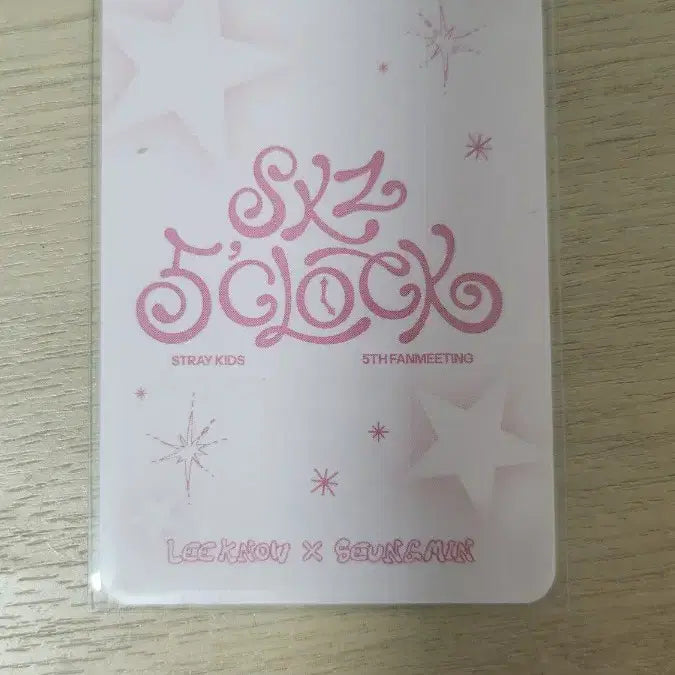 SKZ
5'CLOCK
STRAY KIDS 5TH FANMEETING
LEE KNOW X SEUNGMIN